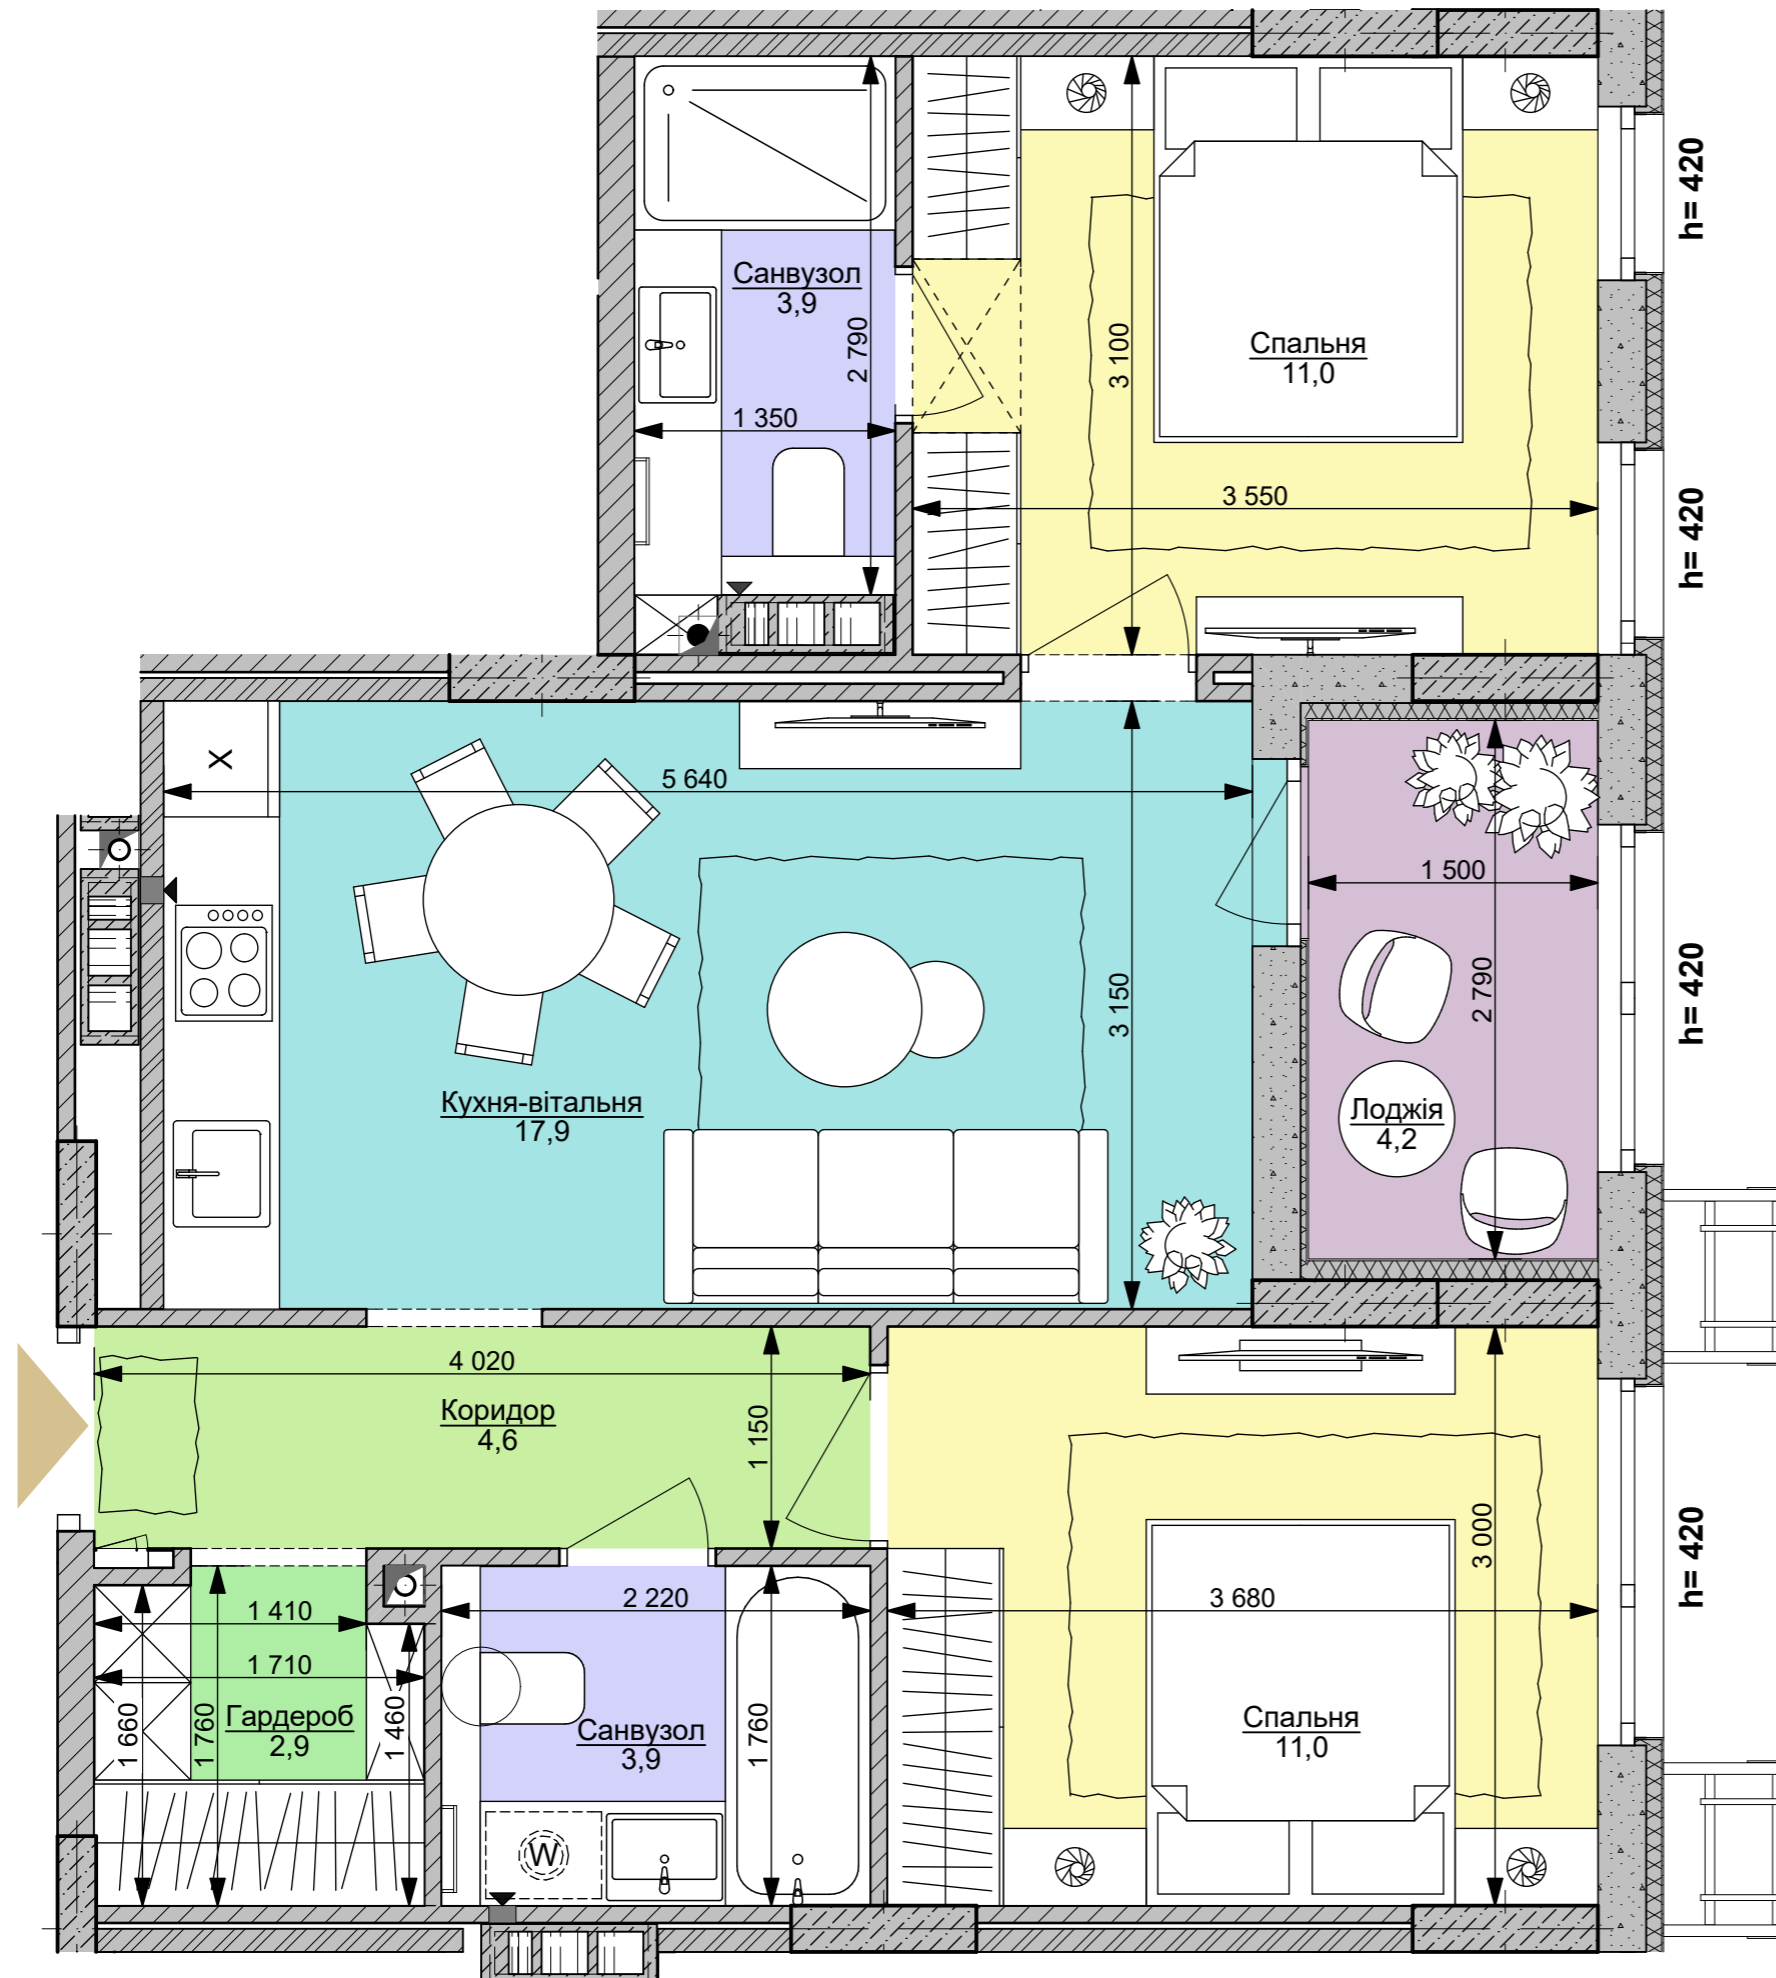 h= 420
Санвузол
3,9
2 790
1 350
3 100
Спальня
11,0
3 550
h= 420
X
5 640
1 500
2 790
3 150
h= 420
Кухня-вітальня
17,9
Лоджія
4,2
4 020
Коридор
4,6
1 150
3 000
h= 420
1 410
2 220
3 680
1 710
1 660
1 760
Гардероб
2,9
1 460
Санвузол
3,9
1 760
Спальня
11,0
W